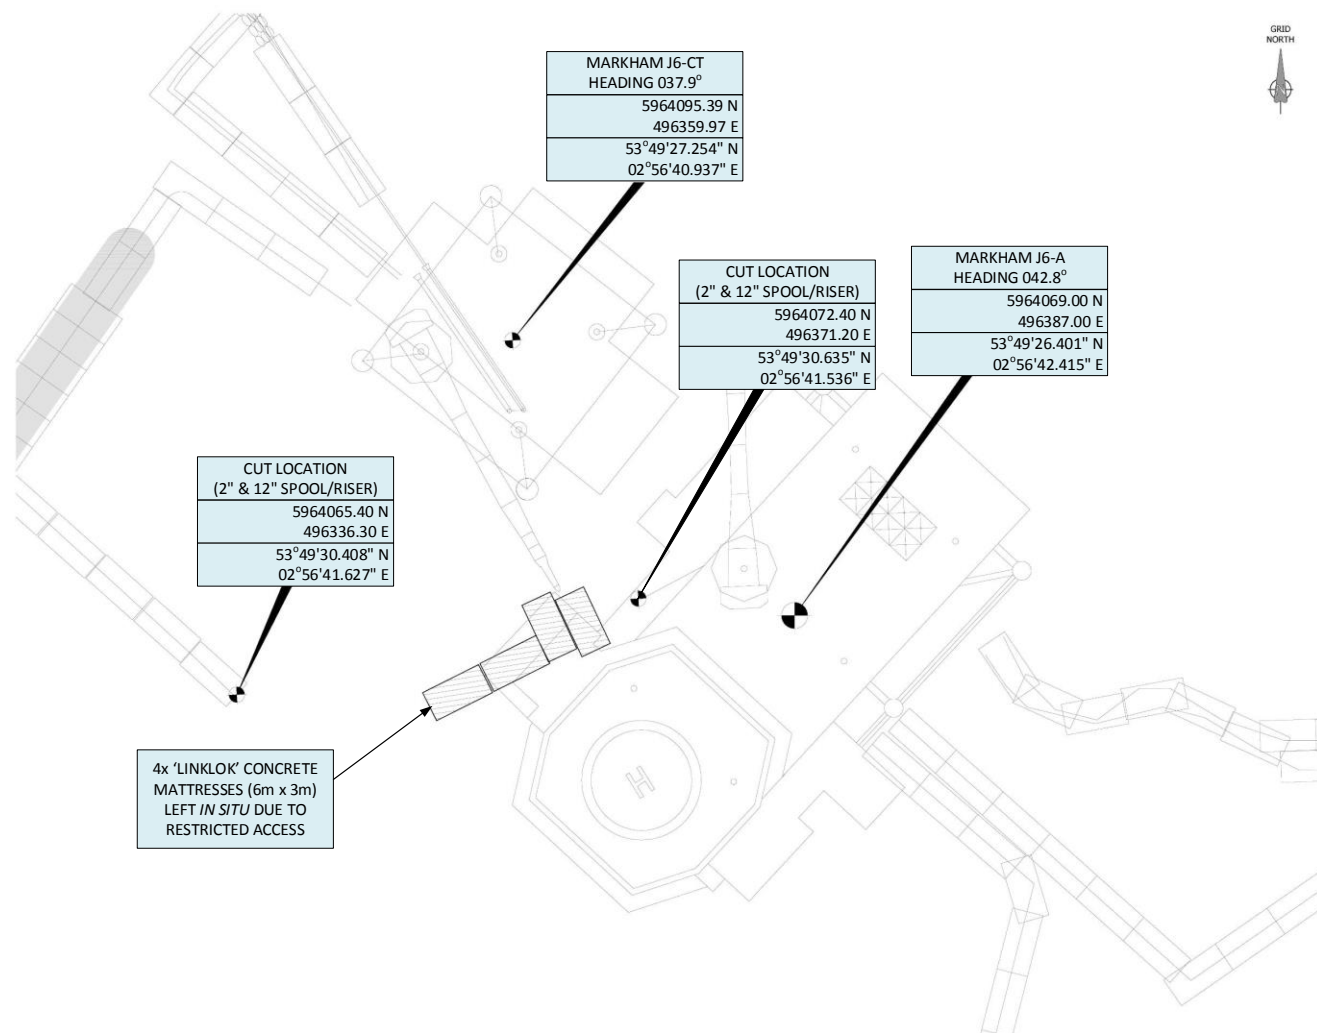 GRID
NORTH
MARKHAM J6-CT
HEADING 037.9°
5964095.39 N
496359.97 E
53°49'27.254" N
02°56'40.937" E
MARKHAM J6-A
HEADING 042.8°
5964069.00 N
496387.00 E
53°49'26.401" N
02°56'42.415" E
CUT LOCATION
(2" & 12" SPOOL/RISER)
5964072.40 N
496371.20 E
53°49'30.635" N
02°56'41.536" E
CUT LOCATION
(2" & 12" SPOOL/RISER)
5964065.40 N
496336.30 E
53°49'30.408" N
02°56'41.627" E
4x ‘LINKLOK’ CONCRETE
MATTRESSES (6m x 3m)
LEFT IN SITU DUE TO
RESTRICTED ACCESS
H